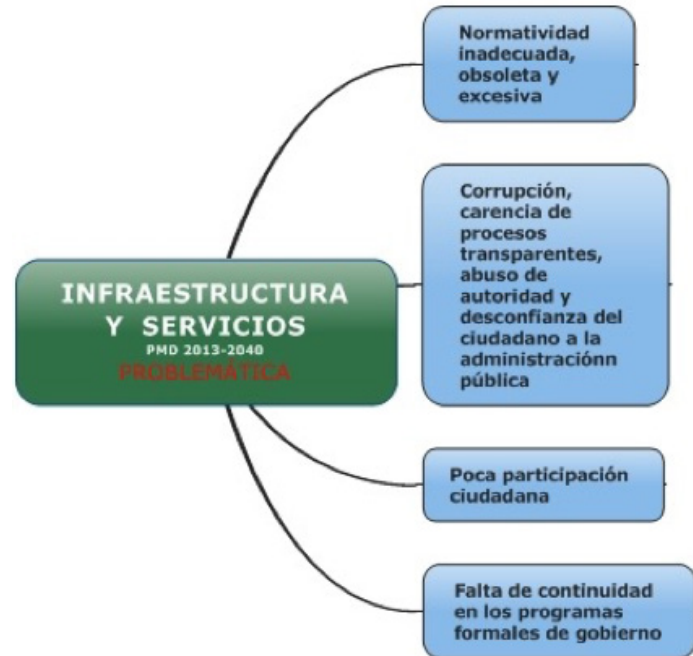 Normatividad
inadecuada,
obsoleta y
excesiva
Corrupción,
carencia de
procesos
transparentes,
abuso de
autoridad y
desconfianza del
ciudadano a la
administraciónn
pública
INFRAESTRUCTURA
Y SERVICIOS
PMD 2013-2040
PROBLEMÁTICA
Poca participación
ciudadana
Falta de continuidad
en los programas
formales de gobierno